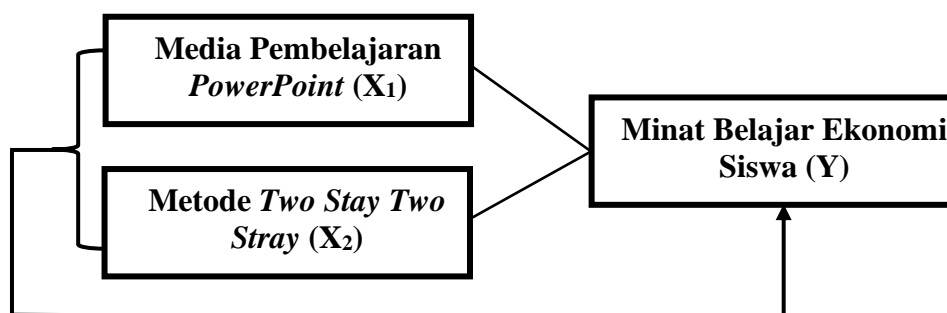 Media Pembelajaran
PowerPoint (X1)
Minat Belajar Ekonomi
Siswa (Y)
Metode Two Stay Two
Stray (X2)